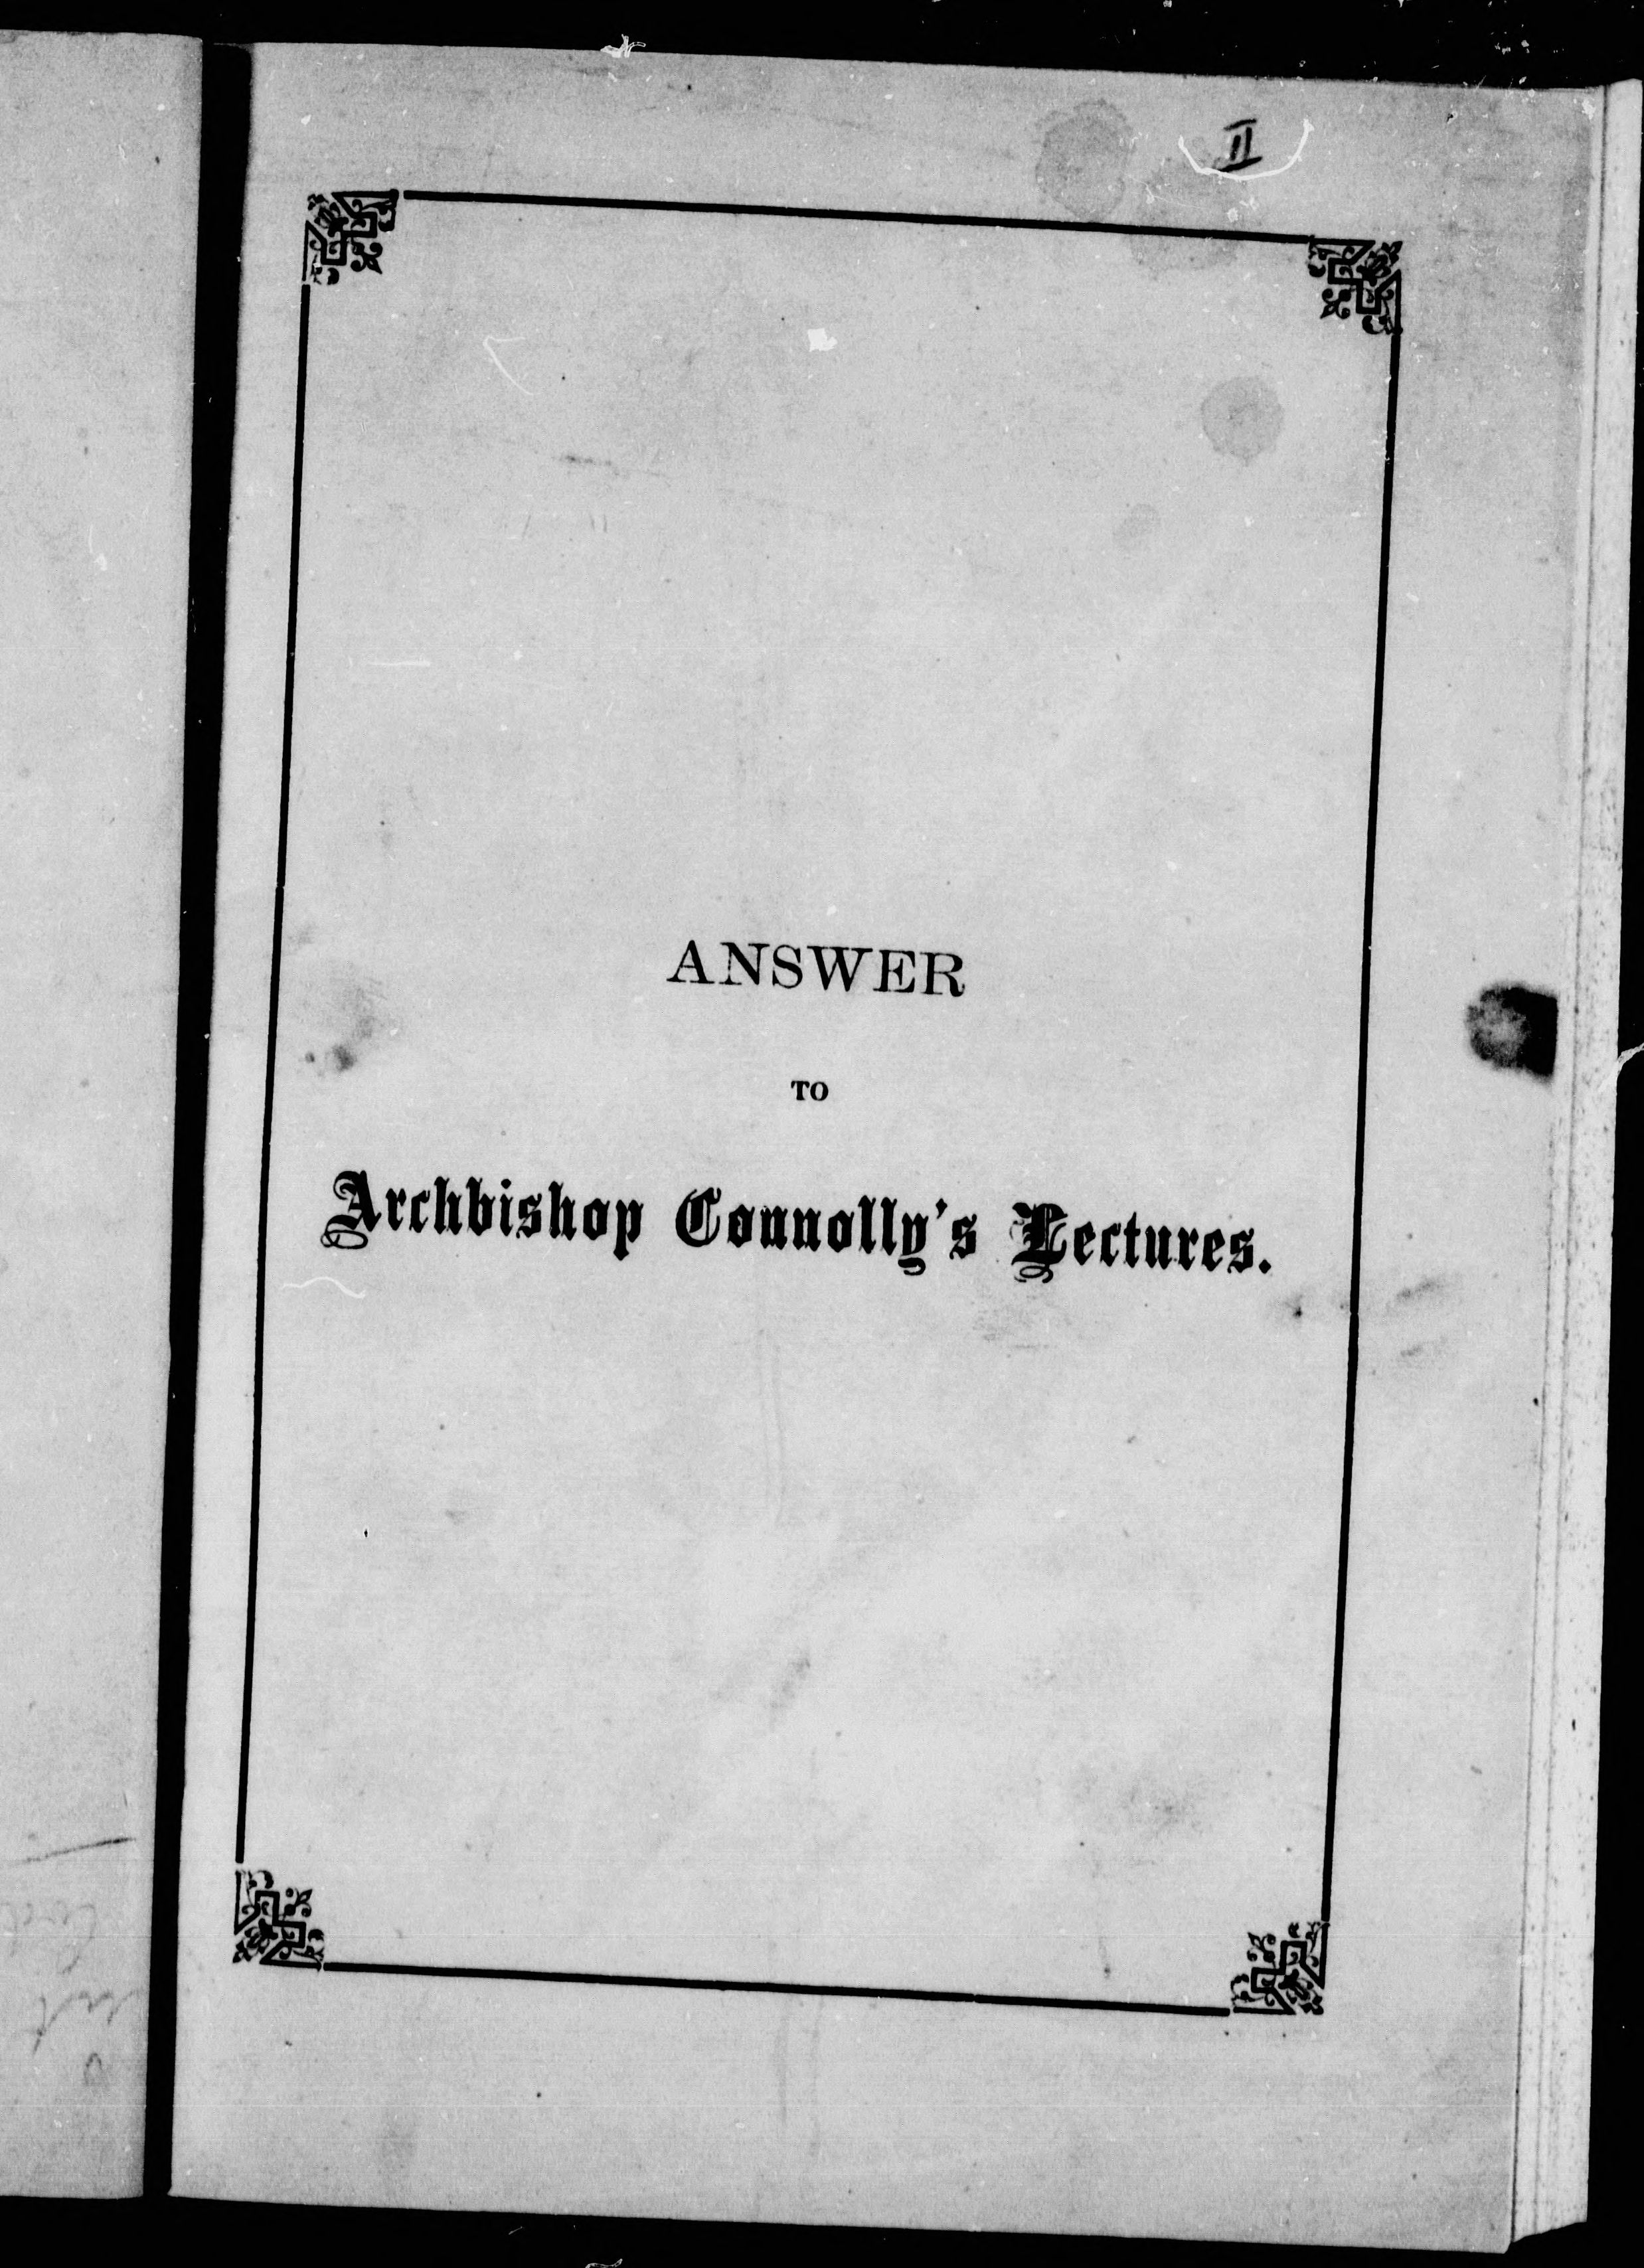 II
ANSWER
TO
Archbishop Connolly's Lectures.